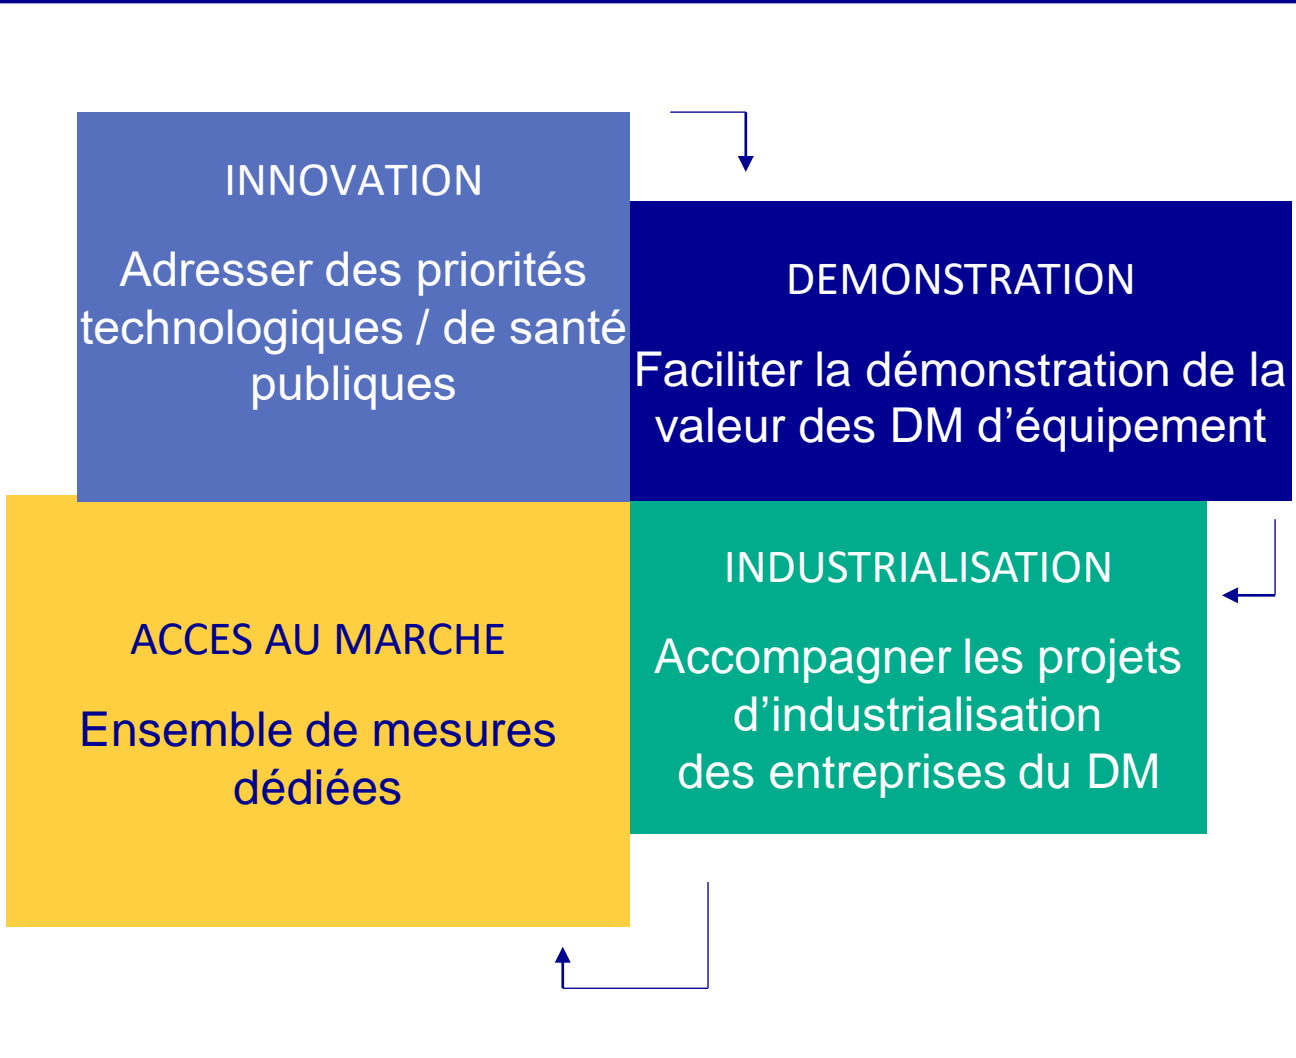 INNOVATION
Adresser des priorités
technologiques / de santé
publiques
DEMONSTRATION
Faciliter la démonstration de la
valeur des DM d’équipement
INDUSTRIALISATION
Accompagner les projets
d’industrialisation
des entreprises du DM
ACCES AU MARCHE
Ensemble de mesures
dédiées